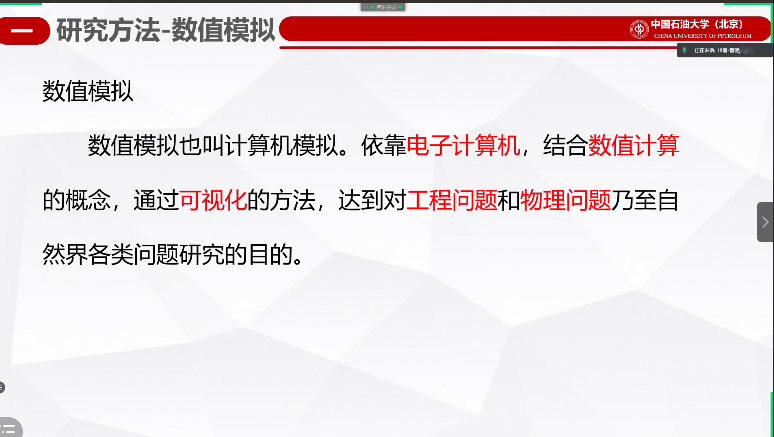 一
研究方法-数值模拟
中国石油大学（北京）
CHINA UNIVERSITY OF PETROLEUM
数值模拟
数值模拟也叫计算机模拟。依靠电子计算机，结合数值计算
的概念，通过可视化的方法，达到对工程问题和物理问题乃至自
然界各类问题研究的目的。